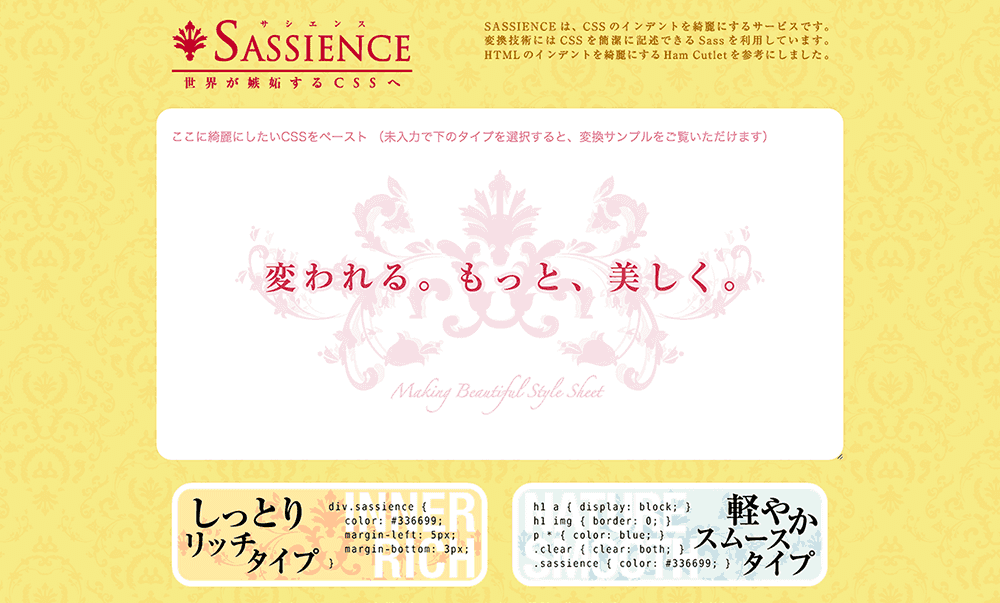 サシエンス
SASSIENCE
世界が嫉妬するCSSへ
SASSIENCE は、CSS のインデントを綺麗にするサービスです。
変換技術には CSS を簡潔に記述できる Sass を利用しています。
HTML のインデントを綺麗にする Ham Cutlet を参考にしました。
ここに綺麗にしたいCSSをペースト （未入力で下のタイプを選択すると、変換サンプルをご覧いただけます）
変われる。もっと、美しく。
Making Beautiful Style Sheet
しっとり
リッチ
タイプ
INNER
RICH
div.sassience {
color: #336699;
margin-left: 5px;
margin-bottom: 3px;
}
NATURE
SMOOTH
h1 a { display: block; }
h1 img { border: 0; }
p * { color: blue; }
.clear { clear: both; }
.sassience { color: #336699; }
軽やか
スムース
タイプ